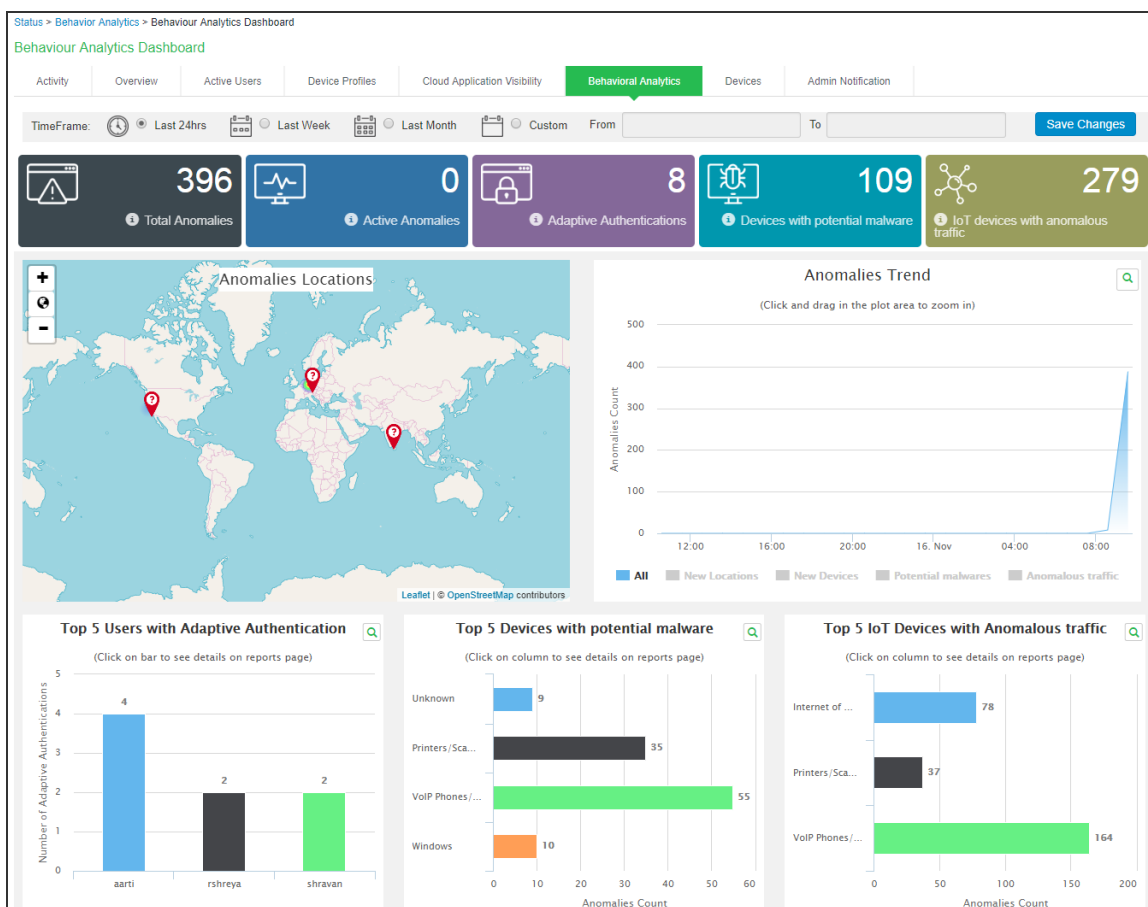 Status > Behavior Analytics > Behaviour Analytics Dashboard
Behaviour Analytics Dashboard
Activity Overview Active Users Device Profiles Cloud Application Visibility Behavioral Analytics Devices Admin Notification
TimeFrame: Last 24hrs Last Week Last Month Custom From To Save Changes
396
Total Anomalies
0
Active Anomalies
8
Adaptive Authentications
109
Devices with potential malware
279
IoT devices with anomalous
traffic
+
−
Anomalies Locations
?
?
?
Leaflet | © OpenStreetMap contributors
Anomalies Trend
(Click and drag in the plot area to zoom in)
Anomalies Count
500
400
300
200
100
0
12:00 16:00 20:00 16. Nov 04:00 08:00
All New Locations New Devices Potential malwares Anomalous traffic
Top 5 Users with Adaptive Authentication
(Click on bar to see details on reports page)
Number of Adaptive Authentications
5
4
3
2
1
0
4
2
2
aarti rshreya shravan
Top 5 Devices with potential malware
(Click on column to see details on reports page)
Unknown 9
Printers/Sca... 35
VoIP Phones/... 55
Windows 10
0 10 20 30 40 50 60
Anomalies Count
Top 5 IoT Devices with Anomalous traffic
(Click on column to see details on reports page)
Internet of ... 78
Printers/Sca... 37
VoIP Phones/... 164
0 50 100 150 200
Anomalies Count